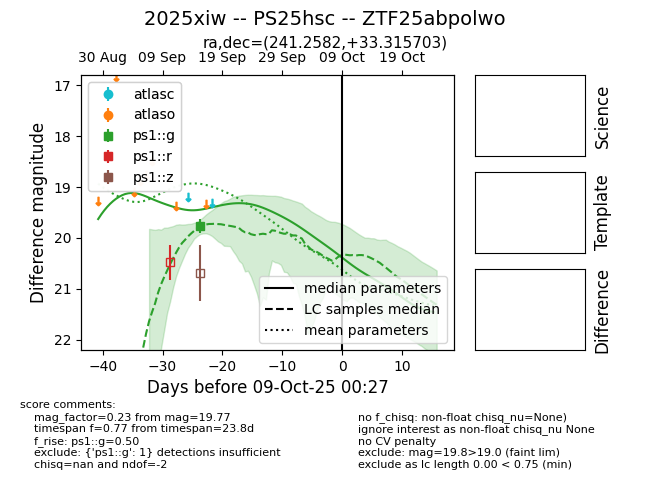 2025xiw -- PS25hsc -- ZTF25abpolwo
ra,dec=(241.2582,+33.315703)
30 Aug 09 Sep 19 Sep 29 Sep 09 Oct 19 Oct
17
18
19
20
21
22
Difference magnitude
atlasc
atlaso
ps1::g
ps1::r
ps1::z
median parameters
LC samples median
mean parameters
−40 −30 −20 −10 0 10
Days before 09-Oct-25 00:27
Science
Template
Difference
score comments:
mag_factor=0.23 from mag=19.77
timespan f=0.77 from timespan=23.8d
f_rise: ps1::g=0.50
exclude: {'ps1::g': 1} detections insufficient
chisq=nan and ndof=-2
no f_chisq: non-float chisq_nu=None)
ignore interest as non-float chisq_nu None
no CV penalty
exclude: mag=19.8>19.0 (faint lim)
exclude as lc length 0.00 < 0.75 (min)